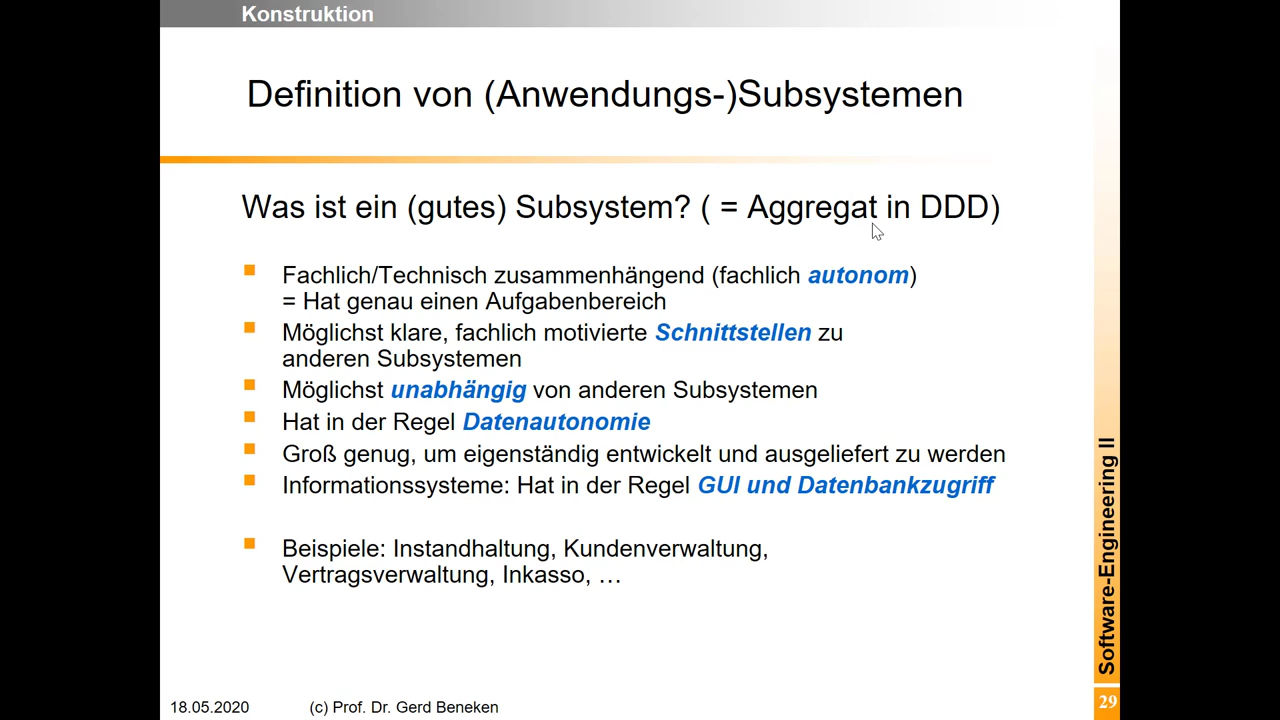 Konstruktion
Definition von (Anwendungs-)Subsystemen
Was ist ein (gutes) Subsystem? ( = Aggregat in DDD)
Fachlich/Technisch zusammenhängend (fachlich autonom)
= Hat genau einen Aufgabenbereich
Möglichst klare, fachlich motivierte Schnittstellen zu
anderen Subsystemen
Möglichst unabhängig von anderen Subsystemen
Hat in der Regel Datenautonomie
Groß genug, um eigenständig entwickelt und ausgeliefert zu werden
Informationssysteme: Hat in der Regel GUI und Datenbankzugriff
Beispiele: Instandhaltung, Kundenverwaltung,
Vertragsverwaltung, Inkasso, …
Software-Engineering II
18.05.2020
(c) Prof. Dr. Gerd Beneken
29